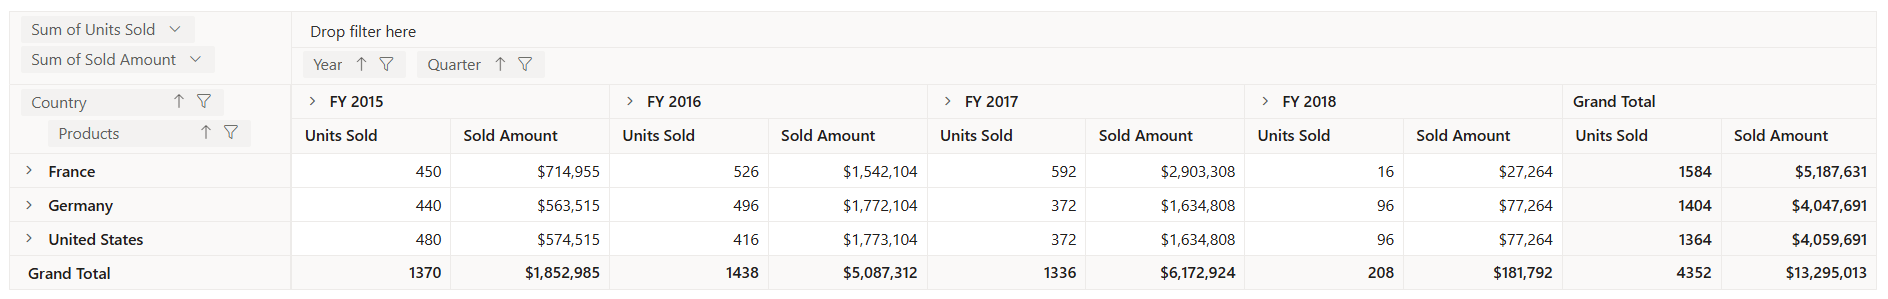 Sum of Units Sold
Sum of Sold Amount
Drop filter here
Year Quarter
Country
Products
FY 2015 FY 2016 FY 2017 FY 2018 Grand Total
Units Sold Sold Amount Units Sold Sold Amount Units Sold Sold Amount Units Sold Sold Amount Units Sold Sold Amount
France 450 $714,955 526 $1,542,104 592 $2,903,308 16 $27,264 1584 $5,187,631
Germany 440 $563,515 496 $1,772,104 372 $1,634,808 96 $77,264 1404 $4,047,691
United States 480 $574,515 416 $1,773,104 372 $1,634,808 96 $77,264 1364 $4,059,691
Grand Total 1370 $1,852,985 1438 $5,087,312 1336 $6,172,924 208 $181,792 4352 $13,295,013